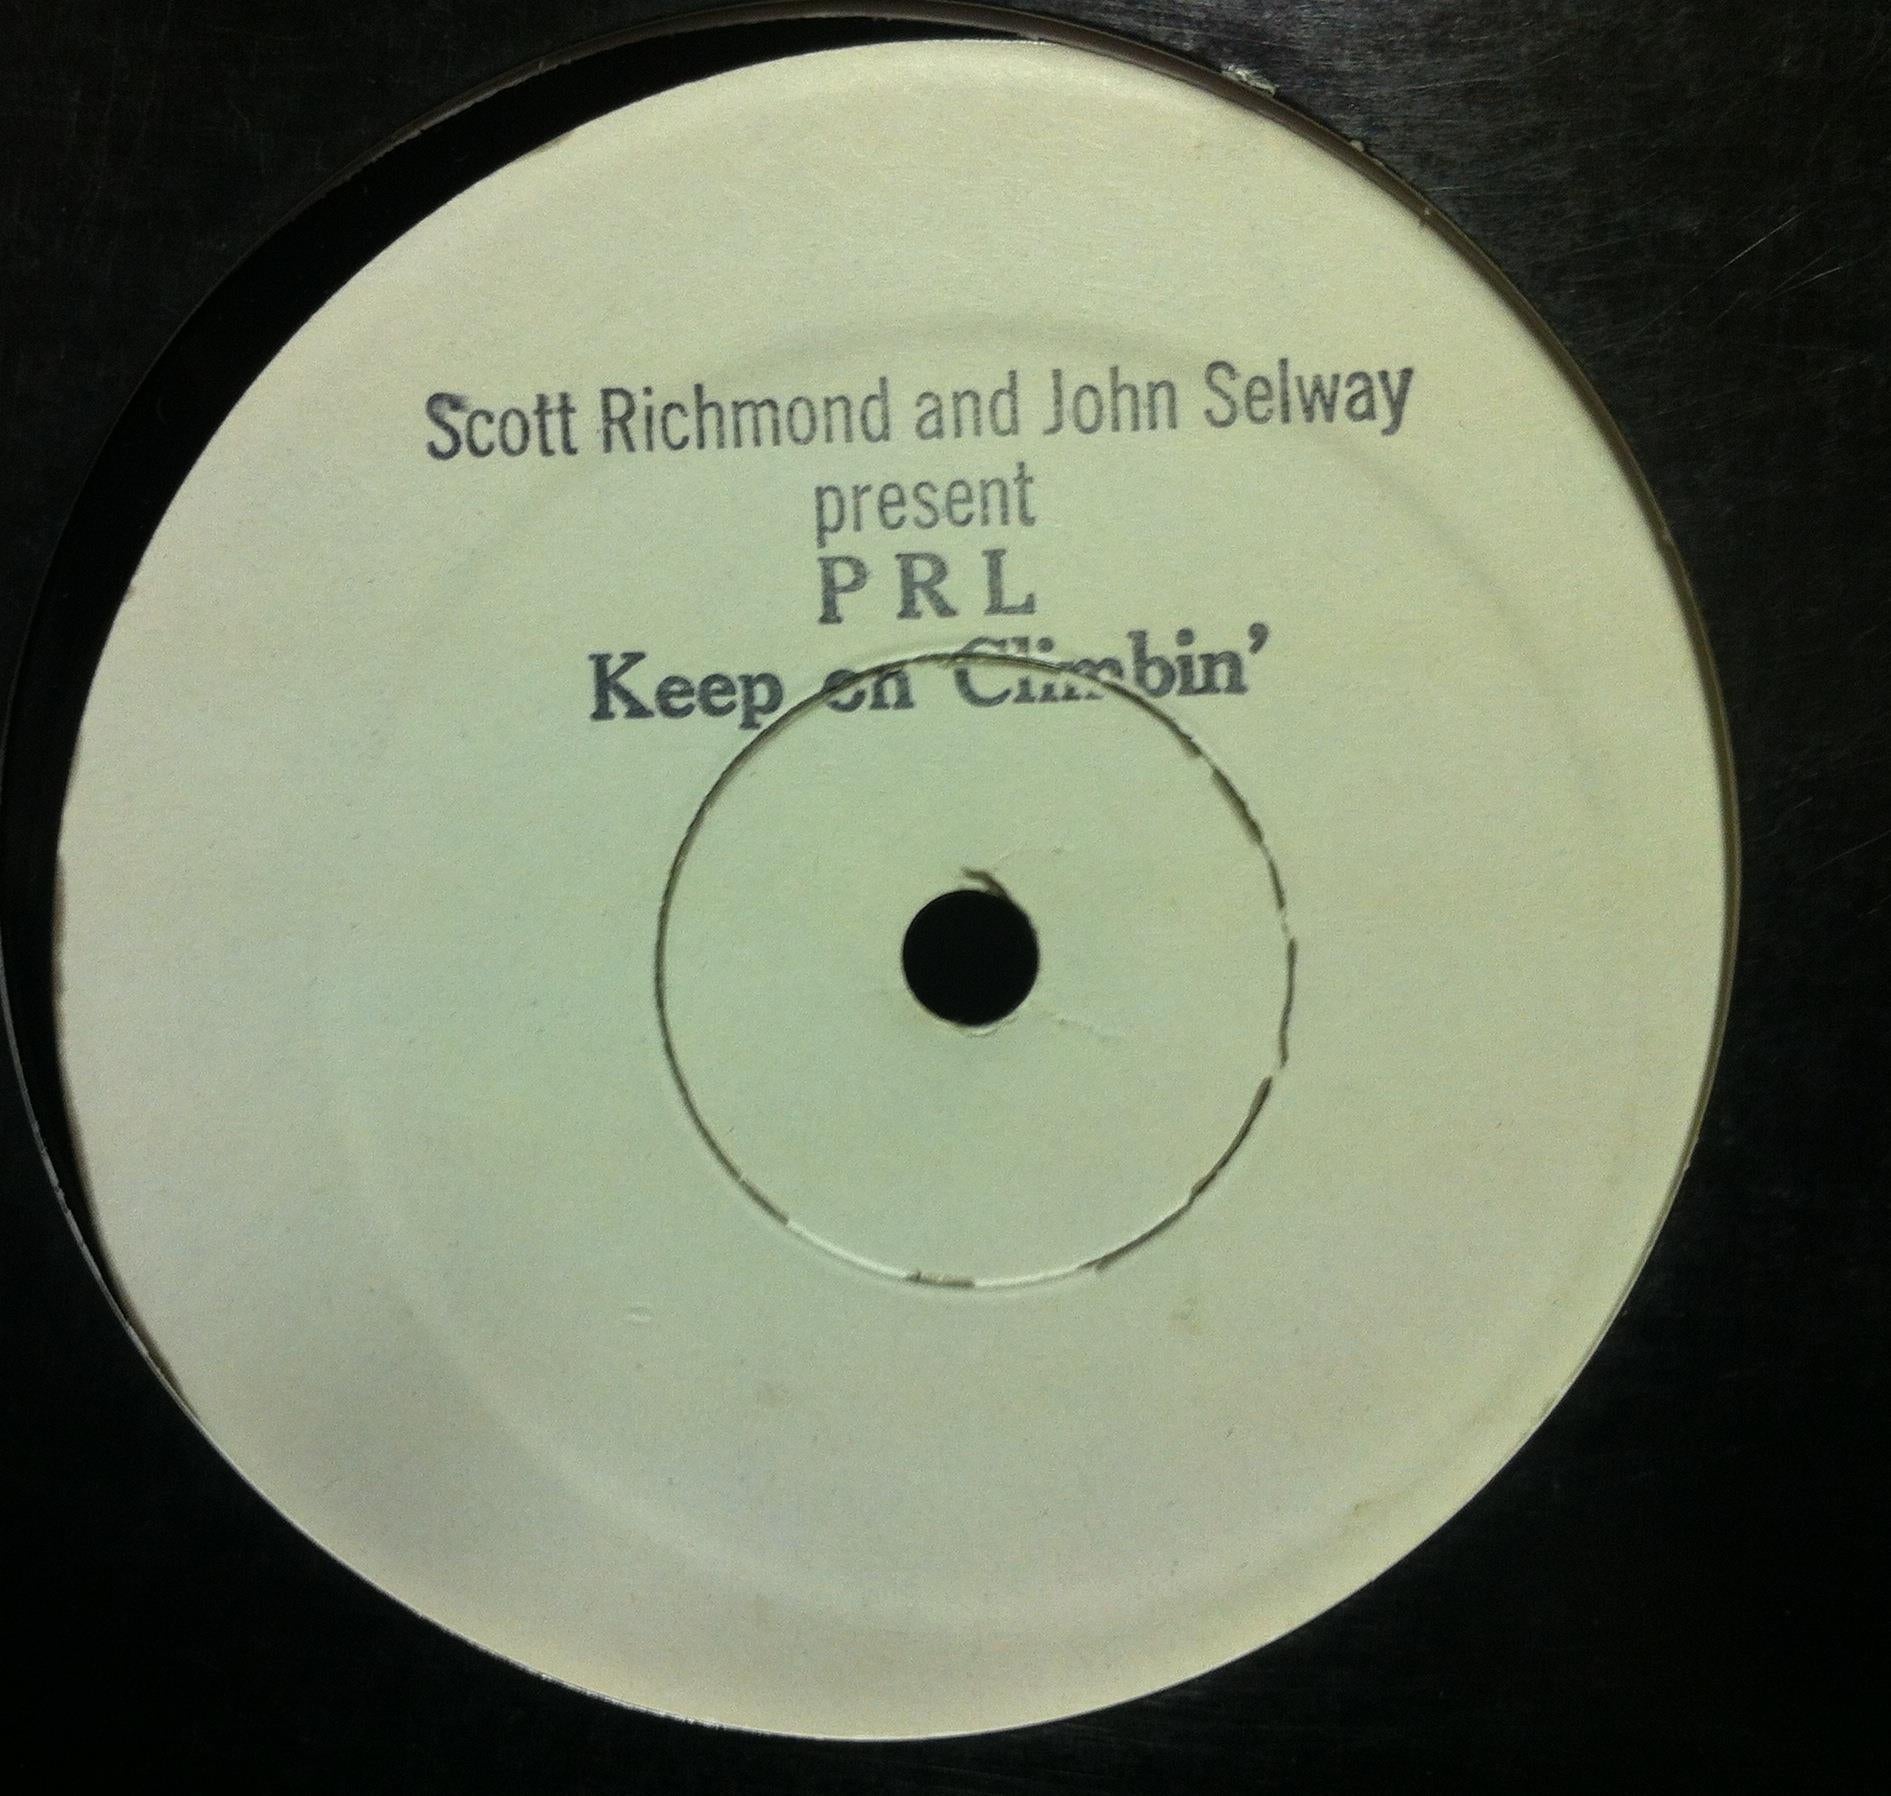 Scott Richmond and John Selway
present
P R L
Keep on Climbin'